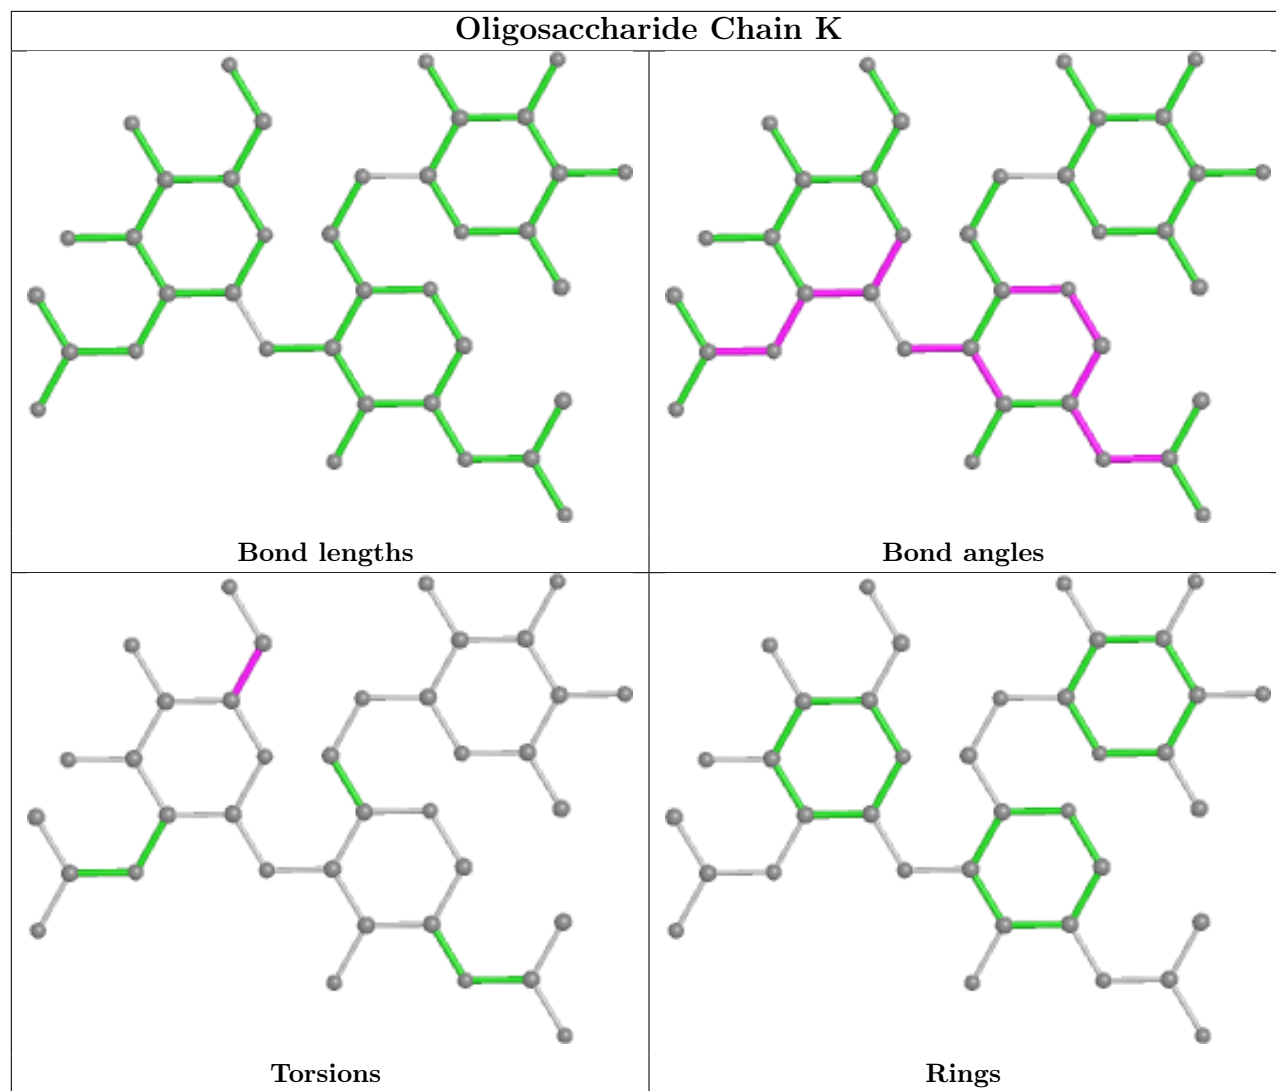 Oligosaccharide Chain K
Bond lengths
Bond angles
Torsions
Rings